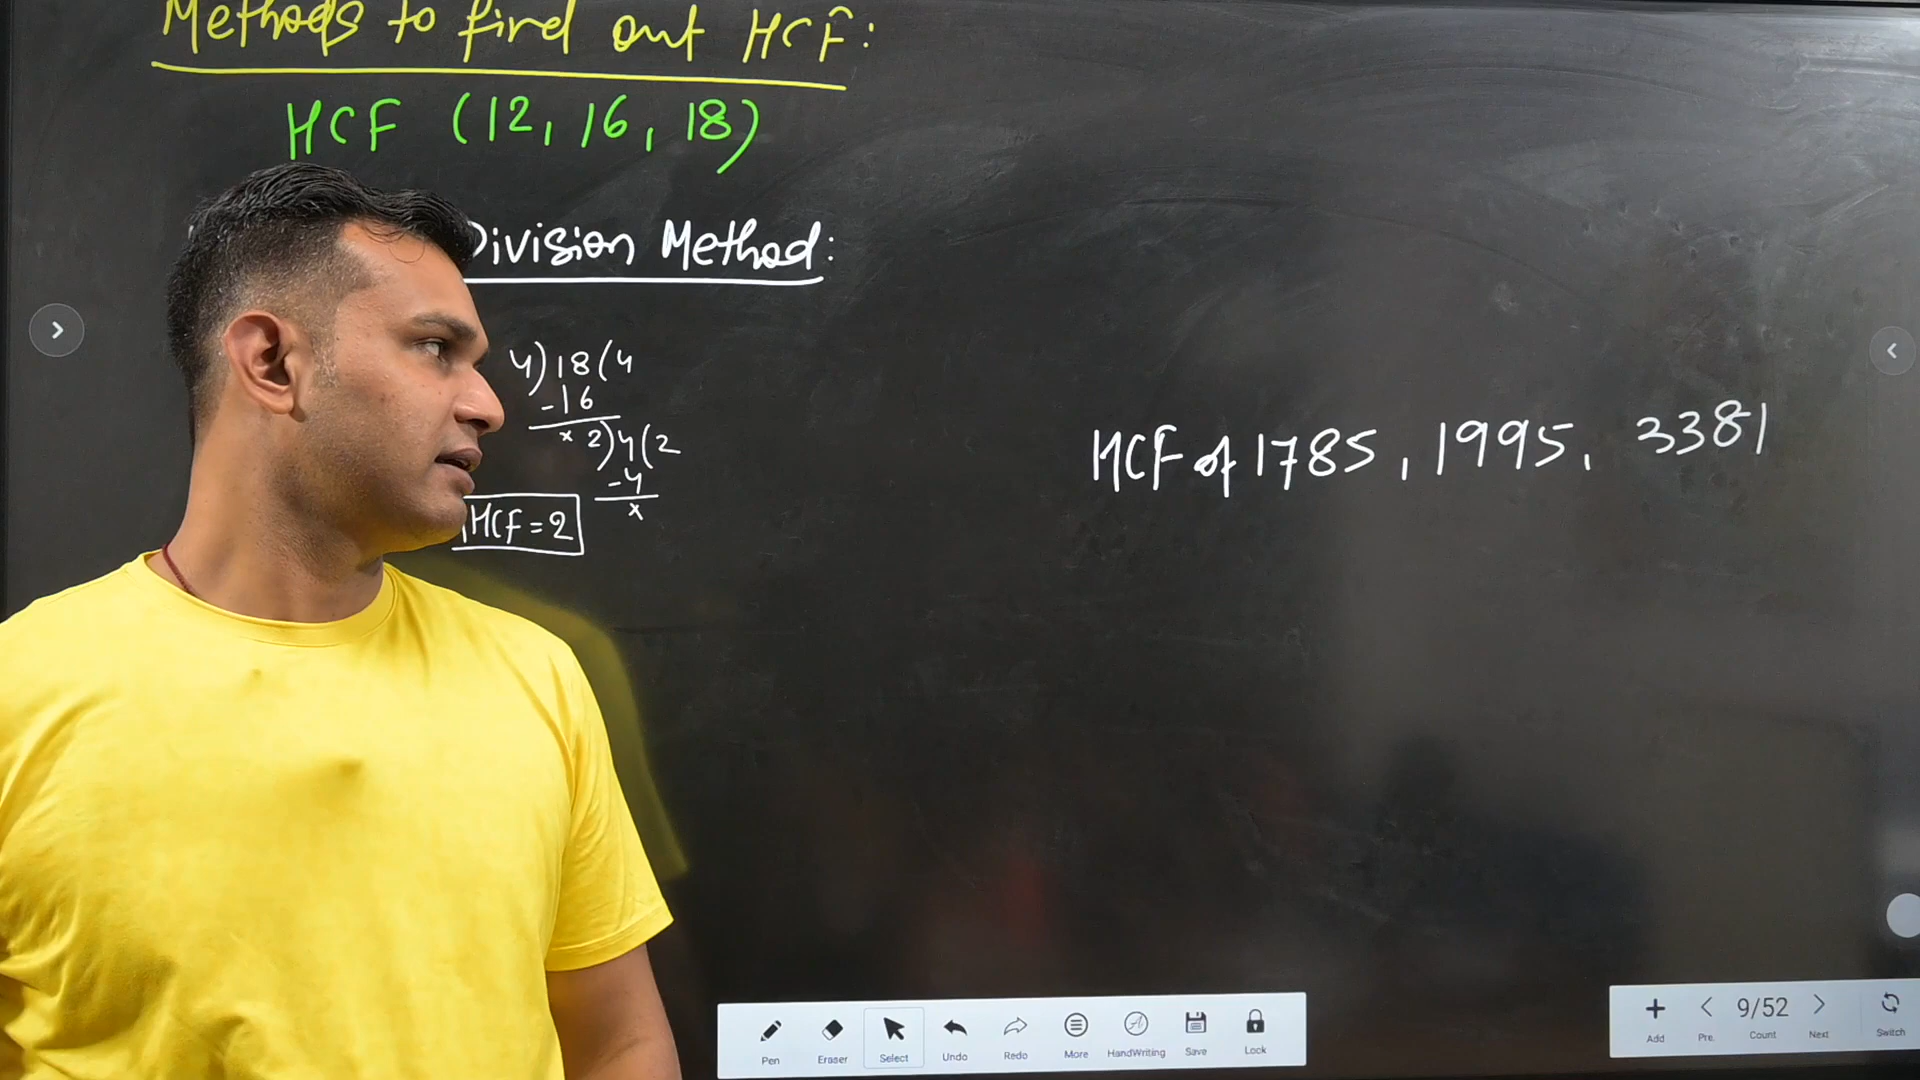 Methods to find out HCF:
HCF (12, 16, 18)
Division Method:
4)18(4
-16
x 2)4(2
-4
x
HCF = 2
HCF of 1785, 1995, 3381
Pen Eraser Select Undo Redo More HandWriting Save Lock
Add Pre. 9/52 Count Next Switch